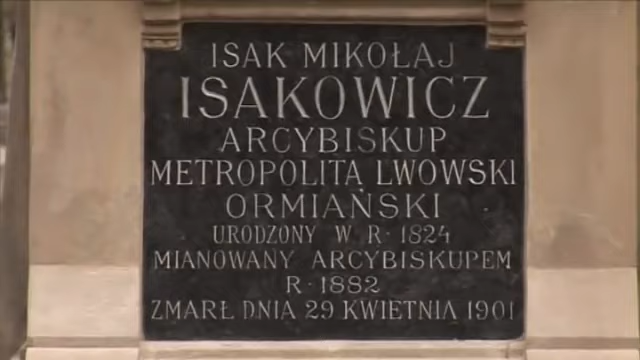 ISAK MIKOŁAJ
ISAKOWICZ
ARCYBISKUP
METROPOLITA LWOWSKI
ORMIAŃSKI
URODZONY W R· 1824
MIANOWANY ARCYBISKUPEM
R· 1882
ZMARŁ DNIA 29 KWIETNIA 1901